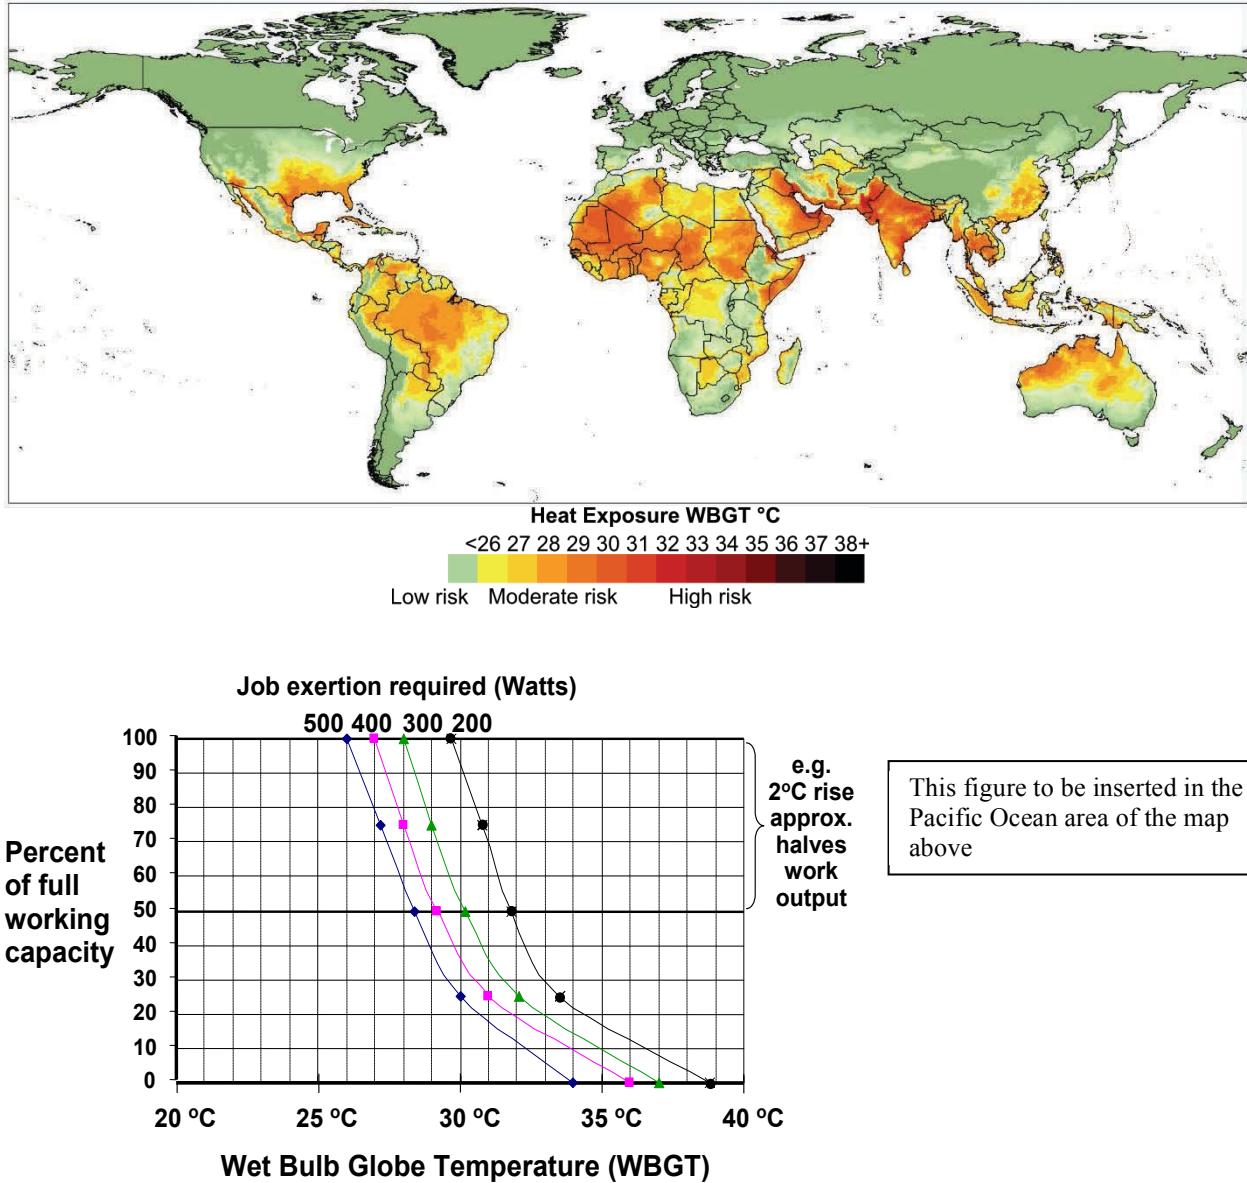 Heat Exposure WBGT °C
<26 27 28 29 30 31 32 33 34 35 36 37 38+
Low risk Moderate risk High risk
Job exertion required (Watts)
500 400 300 200
100
90
80
70
60
50
40
30
20
10
0
Percent
of full
working
capacity
e.g.
2ºC rise
approx.
halves
work
output
This figure to be inserted in the
Pacific Ocean area of the map
above
20 ºC 25 ºC 30 ºC 35 ºC 40 ºC
Wet Bulb Globe Temperature (WBGT)